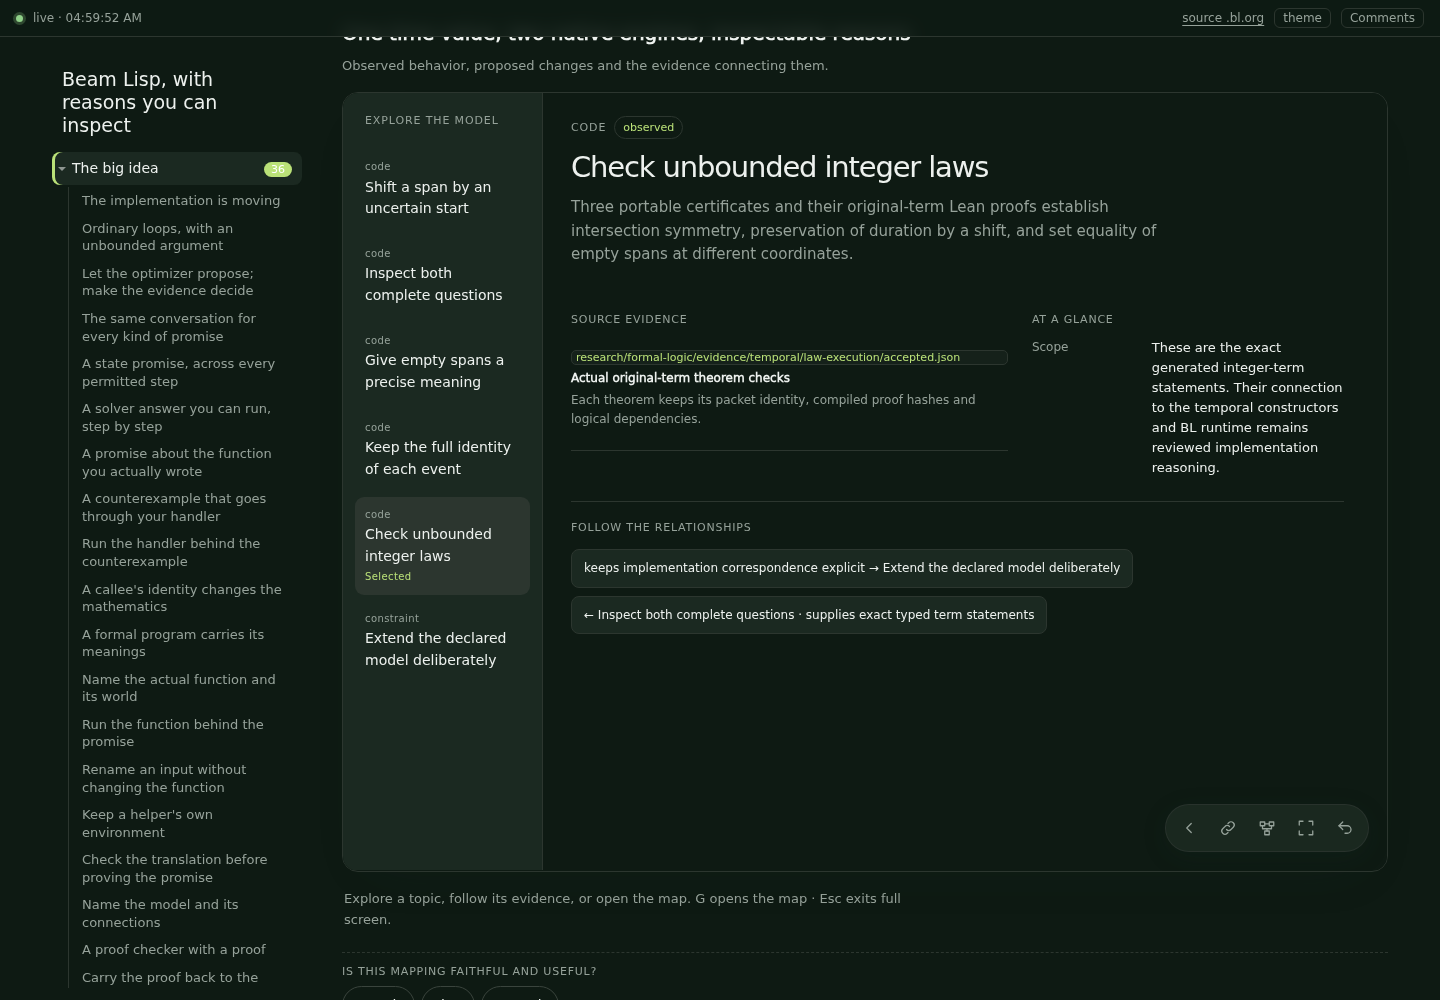 live · 04:59:52 AM
source .bl.org
theme
Comments
Beam Lisp, with
reasons you can
inspect
The big idea
36
The implementation is moving
Ordinary loops, with an
unbounded argument
Let the optimizer propose;
make the evidence decide
The same conversation for
every kind of promise
A state promise, across every
permitted step
A solver answer you can run,
step by step
A promise about the function
you actually wrote
A counterexample that goes
through your handler
Run the handler behind the
counterexample
A callee's identity changes the
mathematics
A formal program carries its
meanings
Name the actual function and
its world
Run the function behind the
promise
Rename an input without
changing the function
Keep a helper's own
environment
Check the translation before
proving the promise
Name the model and its
connections
A proof checker with a proof
Carry the proof back to the
One time value, two native engines, inspectable reasons
Observed behavior, proposed changes and the evidence connecting them.
EXPLORE THE MODEL
code
Shift a span by an
uncertain start
code
Inspect both
complete questions
code
Give empty spans a
precise meaning
code
Keep the full identity
of each event
code
Check unbounded
integer laws
Selected
constraint
Extend the declared
model deliberately
CODE
observed
Check unbounded integer laws
Three portable certificates and their original-term Lean proofs establish
intersection symmetry, preservation of duration by a shift, and set equality of
empty spans at different coordinates.
SOURCE EVIDENCE
research/formal-logic/evidence/temporal/law-execution/accepted.json
Actual original-term theorem checks
Each theorem keeps its packet identity, compiled proof hashes and
logical dependencies.
AT A GLANCE
Scope
These are the exact
generated integer-term
statements. Their connection
to the temporal constructors
and BL runtime remains
reviewed implementation
reasoning.
FOLLOW THE RELATIONSHIPS
keeps implementation correspondence explicit → Extend the declared model deliberately
← Inspect both complete questions · supplies exact typed term statements
Explore a topic, follow its evidence, or open the map. G opens the map · Esc exits full
screen.
IS THIS MAPPING FAITHFUL AND USEFUL?